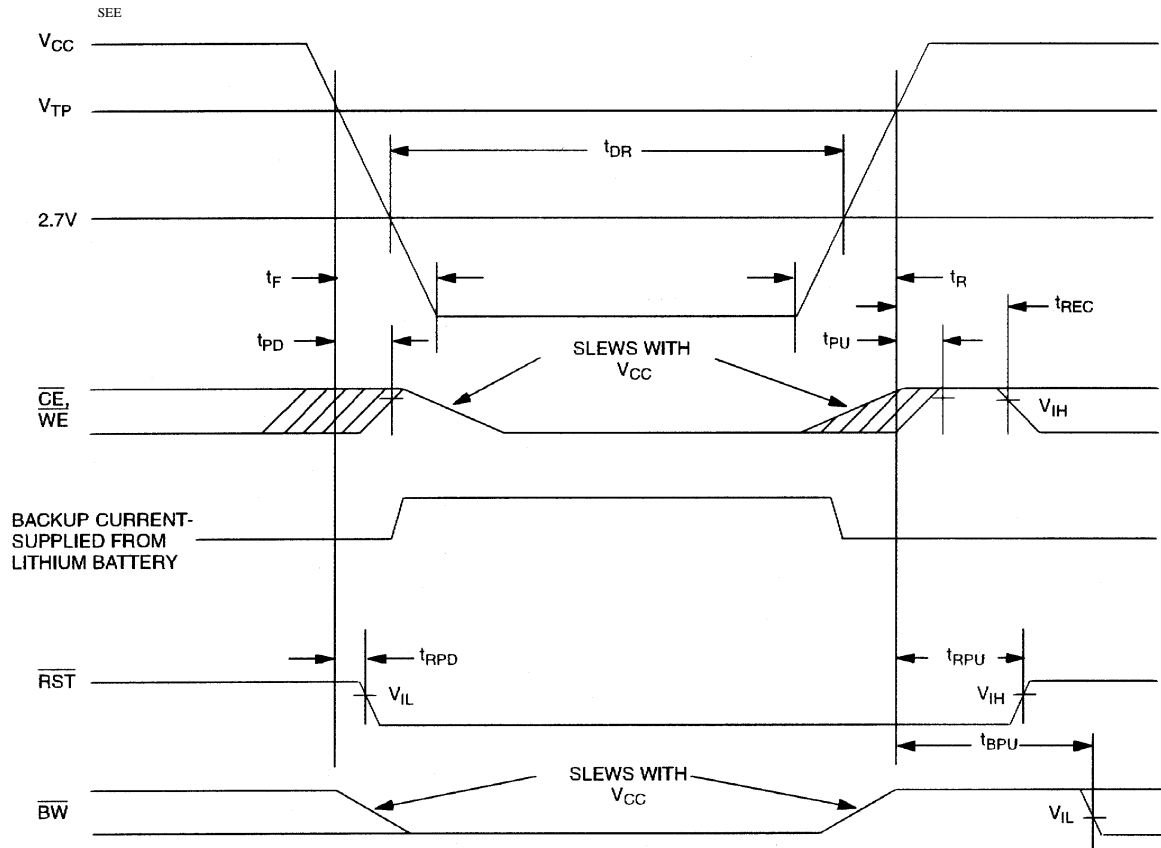 SEE
VCC
VTP
tDR
2.7V
tF
tR
tREC
tPD
tPU
SLEWS WITH
VCC
CE,
WE
VIH
BACKUP CURRENT-
SUPPLIED FROM
LITHIUM BATTERY
tRPD
tRPU
RST
VIL
VIH
tBPU
SLEWS WITH
VCC
BW
VIL